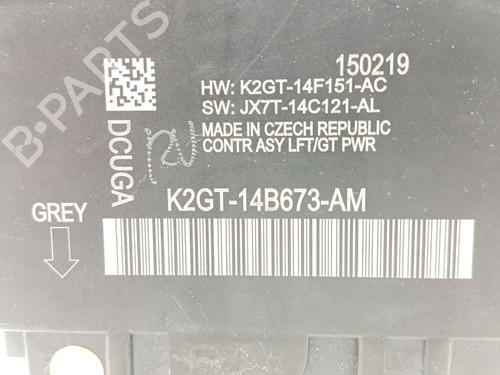 B-PARTS
150219
HW: K2GT-14F151-AC
SW: JX7T-14C121-AL
MADE IN CZECH REPUBLIC
CONTR ASY LFT/GT PWR
DCUGA
K2GT-14B673-AM
GREY